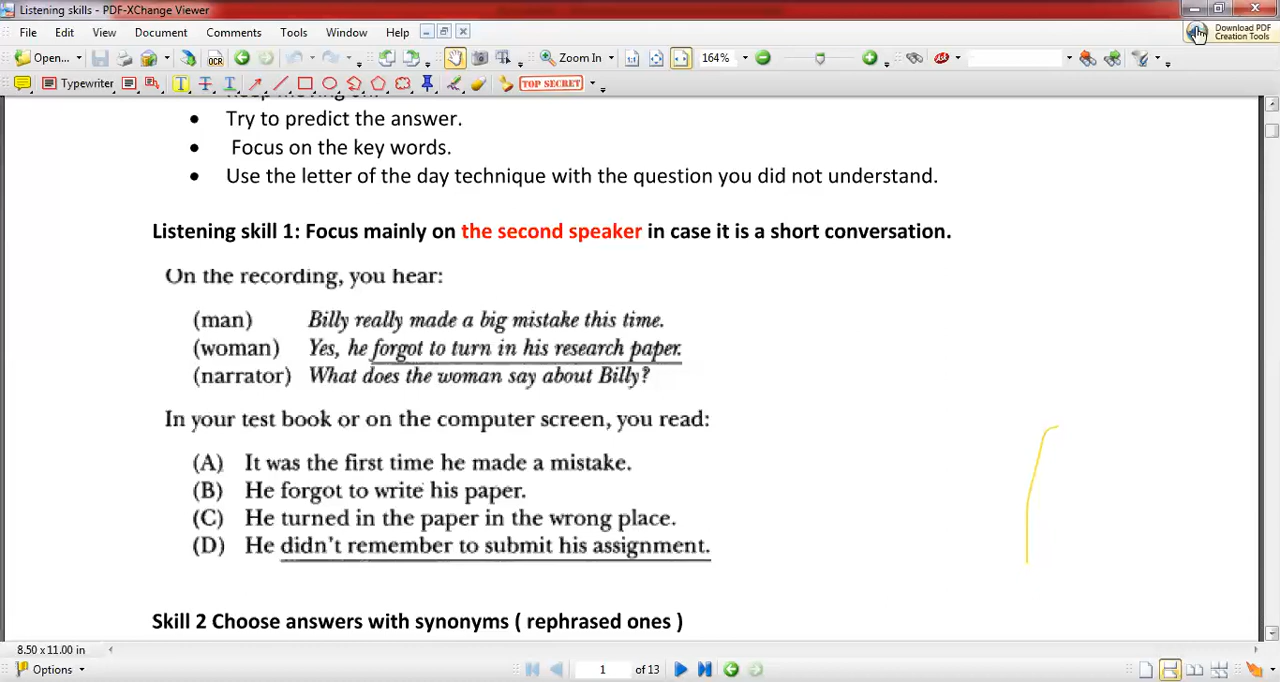 Listening skills - PDF-XChange Viewer
File Edit View Document Comments Tools Window Help
Download PDF
Creation Tools
Open... OCR Zoom In 164%
Typewriter TOP SECRET
Keep moving on.
• Try to predict the answer.
• Focus on the key words.
• Use the letter of the day technique with the question you did not understand.
Listening skill 1: Focus mainly on the second speaker in case it is a short conversation.
On the recording, you hear:
(man) Billy really made a big mistake this time.
(woman) Yes, he forgot to turn in his research paper.
(narrator) What does the woman say about Billy?
In your test book or on the computer screen, you read:
(A) It was the first time he made a mistake.
(B) He forgot to write his paper.
(C) He turned in the paper in the wrong place.
(D) He didn't remember to submit his assignment.
Skill 2 Choose answers with synonyms ( rephrased ones )
8.50 x 11.00 in
Options 1 of 13